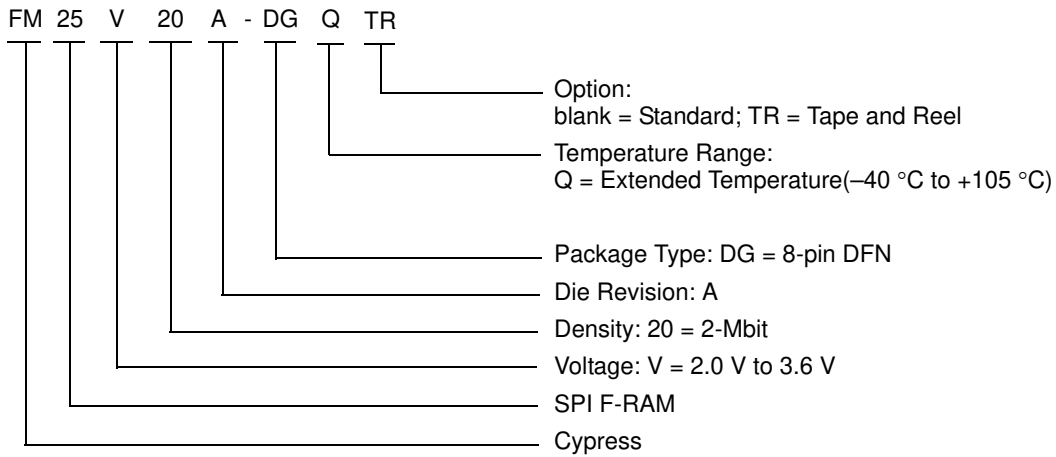 FM 25 V 20 A - DG Q TR
Option:
blank = Standard; TR = Tape and Reel
Temperature Range:
Q = Extended Temperature(–40 °C to +105 °C)
Package Type: DG = 8-pin DFN
Die Revision: A
Density: 20 = 2-Mbit
Voltage: V = 2.0 V to 3.6 V
SPI F-RAM
Cypress